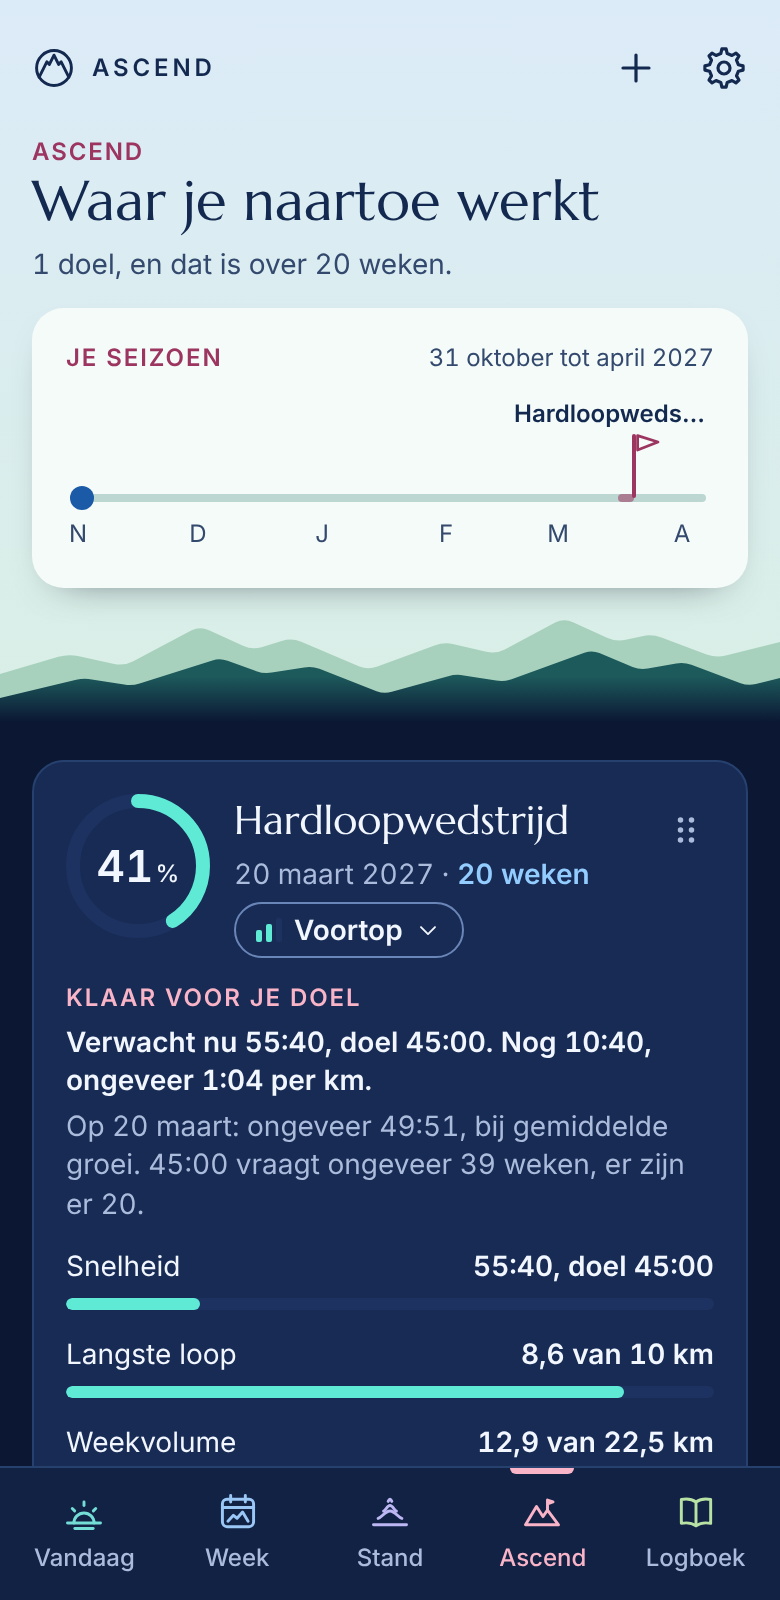 ASCEND
ASCEND
Waar je naartoe werkt
1 doel, en dat is over 20 weken.
JE SEIZOEN
31 oktober tot april 2027
Hardloopweds...
N D J F M A
41%
Hardloopwedstrijd
20 maart 2027 · 20 weken
Voortop
KLAAR VOOR JE DOEL
Verwacht nu 55:40, doel 45:00. Nog 10:40,
ongeveer 1:04 per km.
Op 20 maart: ongeveer 49:51, bij gemiddelde
groei. 45:00 vraagt ongeveer 39 weken, er zijn
er 20.
Snelheid 55:40, doel 45:00
Langste loop 8,6 van 10 km
Weekvolume 12,9 van 22,5 km
Vandaag Week Stand Ascend Logboek